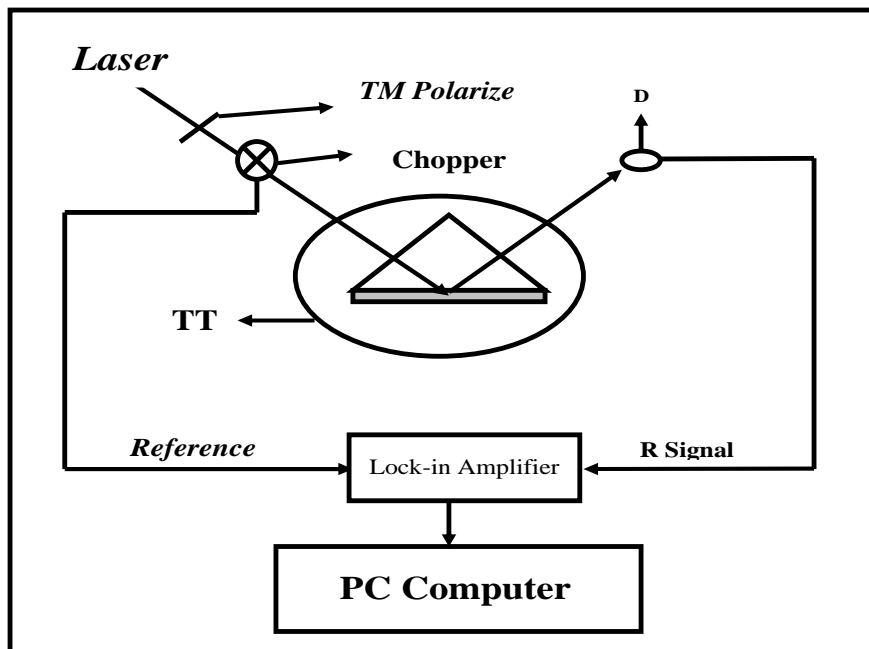 Laser
TM Polarize
D
Chopper
TT
Reference
R Signal
Lock-in Amplifier
PC Computer